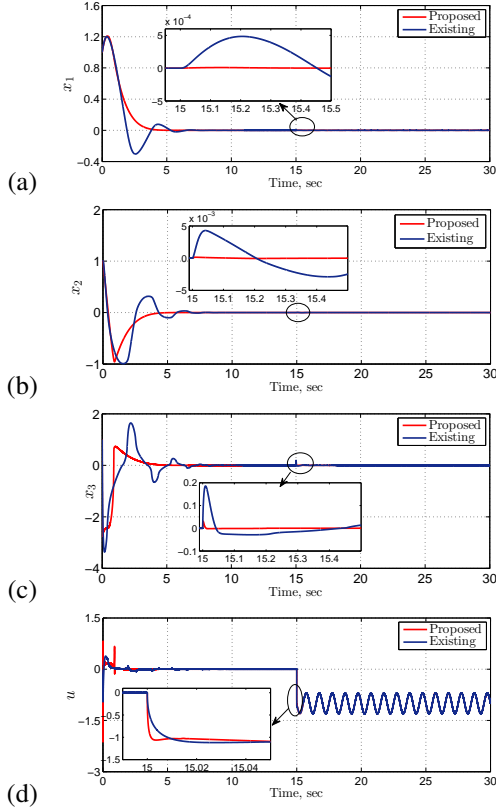 x 10⁻⁴
5
0
−5
15 15.1 15.2 15.3 15.4 15.5
Proposed
Existing
1.6
1.2
0.8
0.4
0
−0.4
x₁
0 5 10 15 20 25 30
Time, sec
(a)
x 10⁻³
5
0
−5
15 15.1 15.2 15.3 15.4
Proposed
Existing
2
1
0
−1
x₂
0 5 10 15 20 25 30
Time, sec
(b)
Proposed
Existing
2
0
−2
−4
x₃
0.2
0.1
0
−0.1
15 15.1 15.2 15.3 15.4
0 5 10 15 20 25 30
Time, sec
(c)
Proposed
Existing
1.5
0
−1.5
−3
u
0
−0.5
−1
−1.5
15 15.02 15.04
0 5 10 15 20 25 30
Time, sec
(d)